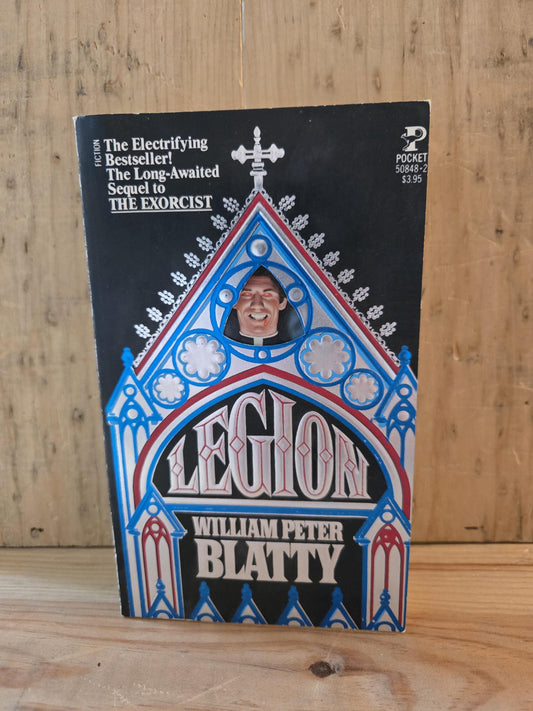 FICTION
The Electrifying
Bestseller!
The Long-Awaited
Sequel to
THE EXORCIST
P
POCKET
50848-2
$3.95
LEGION
WILLIAM PETER
BLATTY